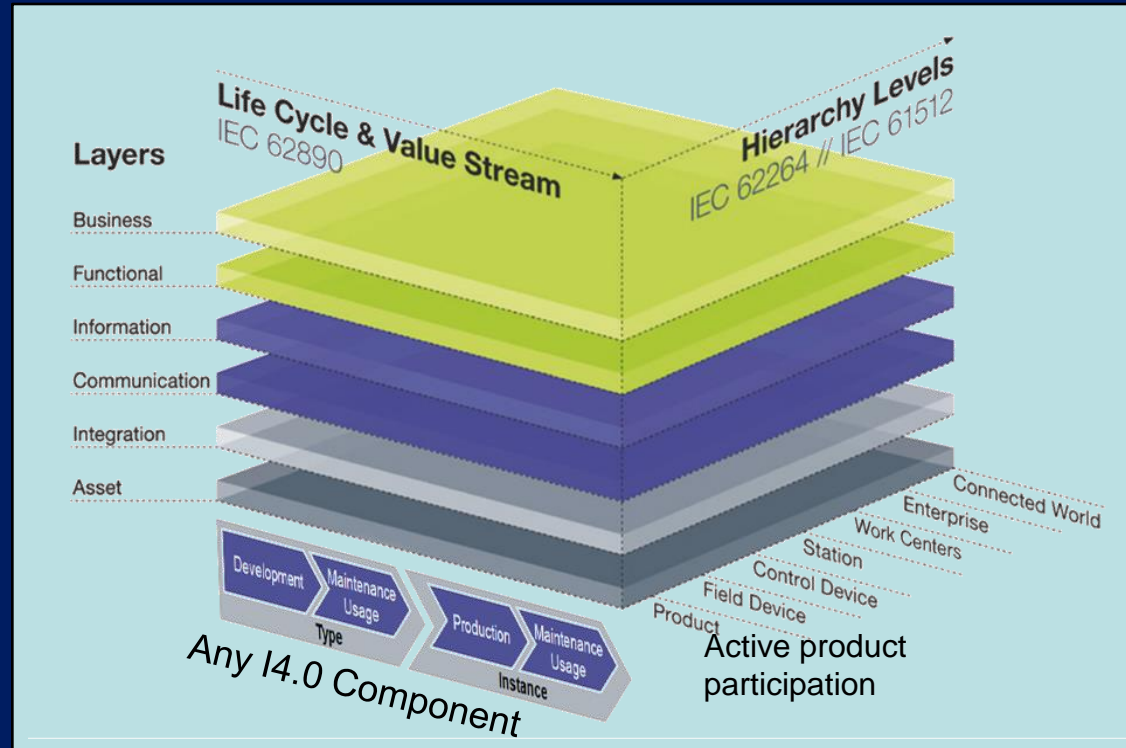 Life Cycle & Value Stream
IEC 62890
Hierarchy Levels
IEC 62264 // IEC 61512
Layers
Business
Functional
Information
Communication
Integration
Asset
Connected World
Enterprise
Work Centers
Station
Control Device
Field Device
Product
Development
Maintenance
Usage
Type
Production
Maintenance
Usage
Instance
Any I4.0 Component
Active product
participation